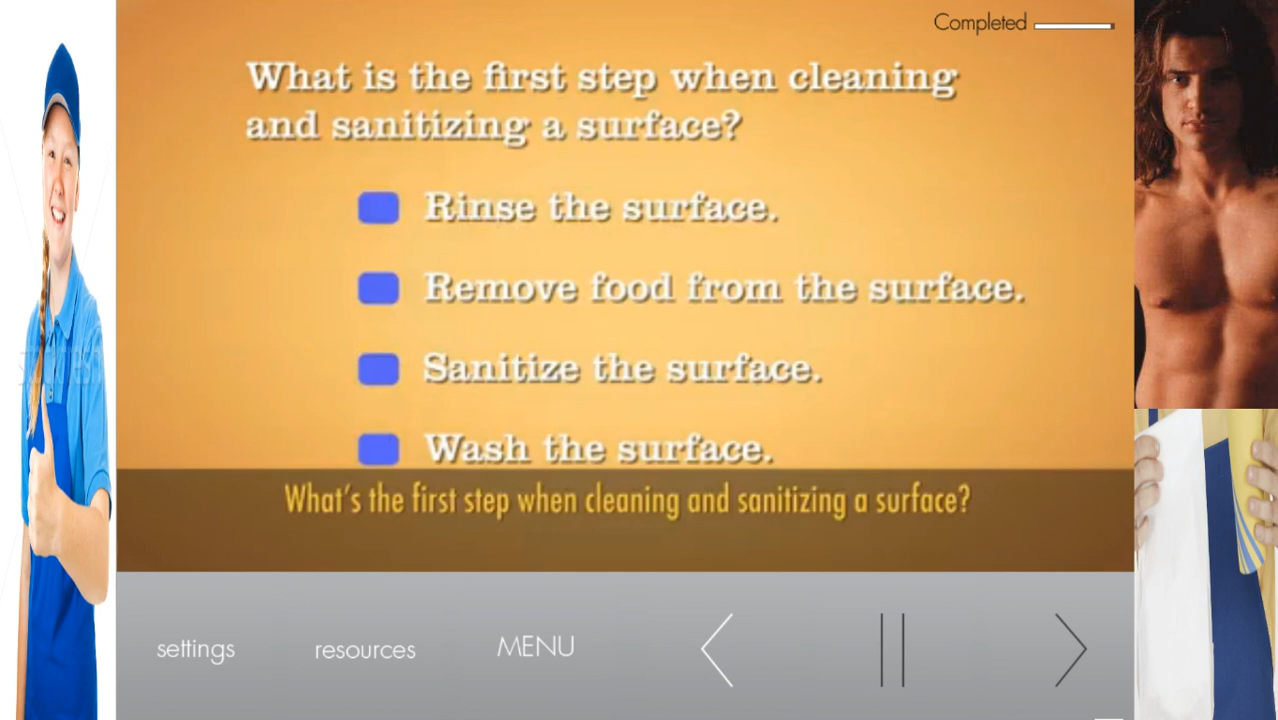 Completed
What is the first step when cleaning
and sanitizing a surface?
Rinse the surface.
Remove food from the surface.
Sanitize the surface.
Wash the surface.
What's the first step when cleaning and sanitizing a surface?
settings
resources
MENU